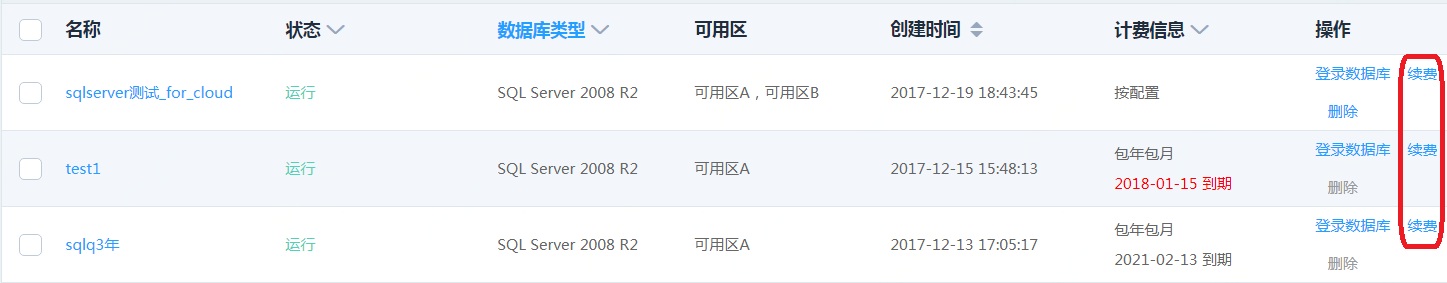 名称 状态 数据库类型 可用区 创建时间 计费信息 操作
sqlserver测试_for_cloud 运行 SQL Server 2008 R2 可用区A，可用区B 2017-12-19 18:43:45 按配置 登录数据库 续费
删除
test1 运行 SQL Server 2008 R2 可用区A 2017-12-15 15:48:13 包年包月 登录数据库 续费
2018-01-15 到期 删除
sqlq3年 运行 SQL Server 2008 R2 可用区A 2017-12-13 17:05:17 包年包月 登录数据库 续费
2021-02-13 到期 删除